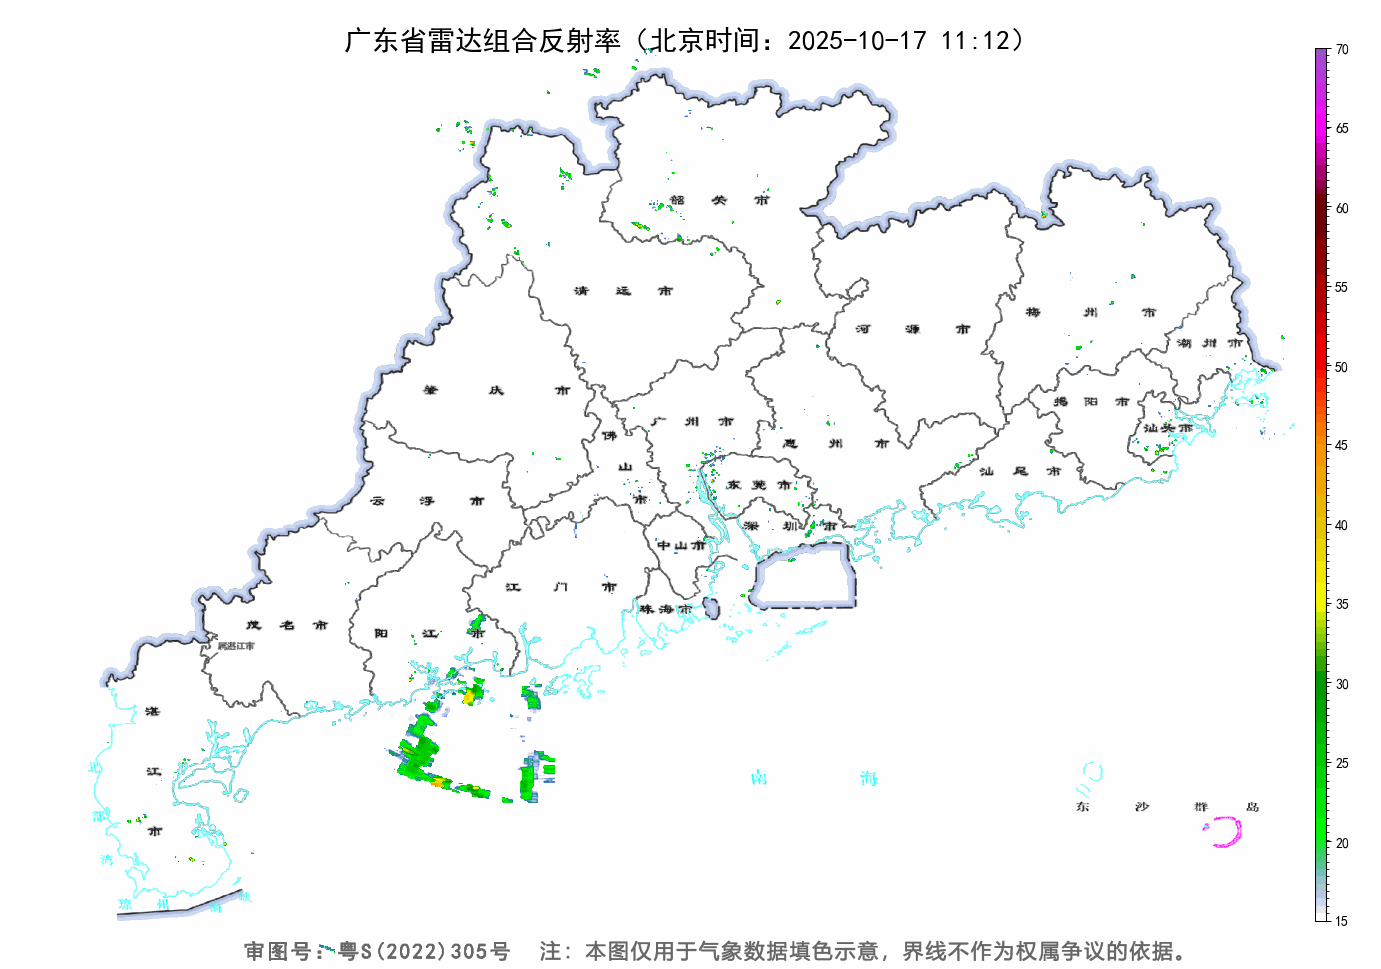 广东省雷达组合反射率（北京时间：2025-10-17 11:12）
70
65
60
55
50
45
40
35
30
25
20
15
韶关市
清远市
河源市
梅州市
潮州市
肇庆市
广州市
揭阳市
汕头市
佛山市
惠州市
汕尾市
云浮市
东莞市
深圳市
中山市
江门市
珠海市
茂名市
阳江市
属湛江市
湛江市
北部湾
南海
东沙群岛
琼州海峡
审图号：粤S(2022)305号 注：本图仅用于气象数据填色示意，界线不作为权属争议的依据。